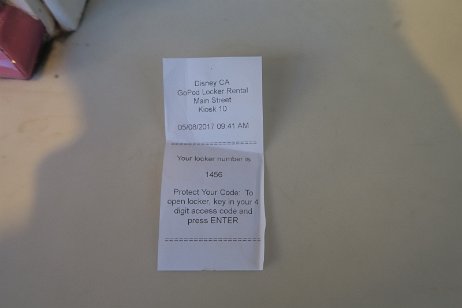 Disney CA
GoPod Locker Rental
Main Street
Kiosk 10
05/08/2017 09:41 AM
==============================
Your locker number is
1456
Protect Your Code: To
open locker, key in your 4
digit access code and
press ENTER
==============================